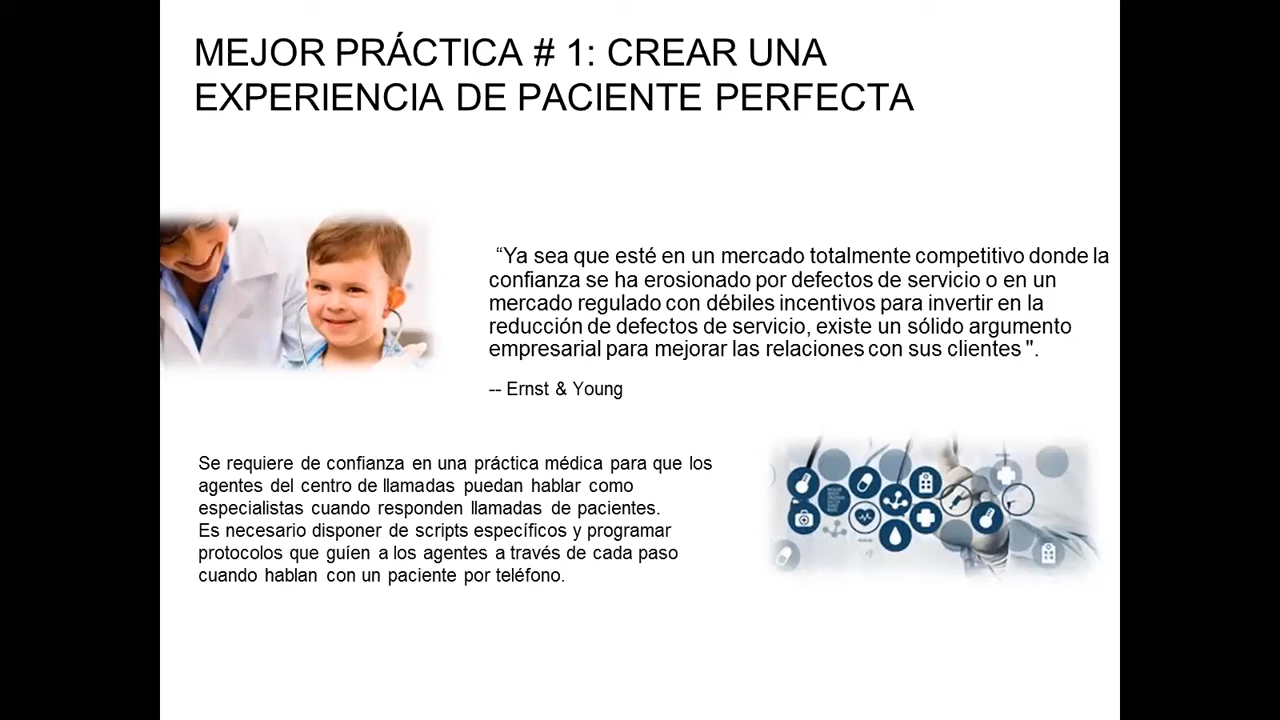 MEJOR PRÁCTICA # 1: CREAR UNA
EXPERIENCIA DE PACIENTE PERFECTA
“Ya sea que esté en un mercado totalmente competitivo donde la
confianza se ha erosionado por defectos de servicio o en un
mercado regulado con débiles incentivos para invertir en la
reducción de defectos de servicio, existe un sólido argumento
empresarial para mejorar las relaciones con sus clientes ".
-- Ernst & Young
Se requiere de confianza en una práctica médica para que los
agentes del centro de llamadas puedan hablar como
especialistas cuando responden llamadas de pacientes.
Es necesario disponer de scripts específicos y programar
protocolos que guíen a los agentes a través de cada paso
cuando hablan con un paciente por teléfono.